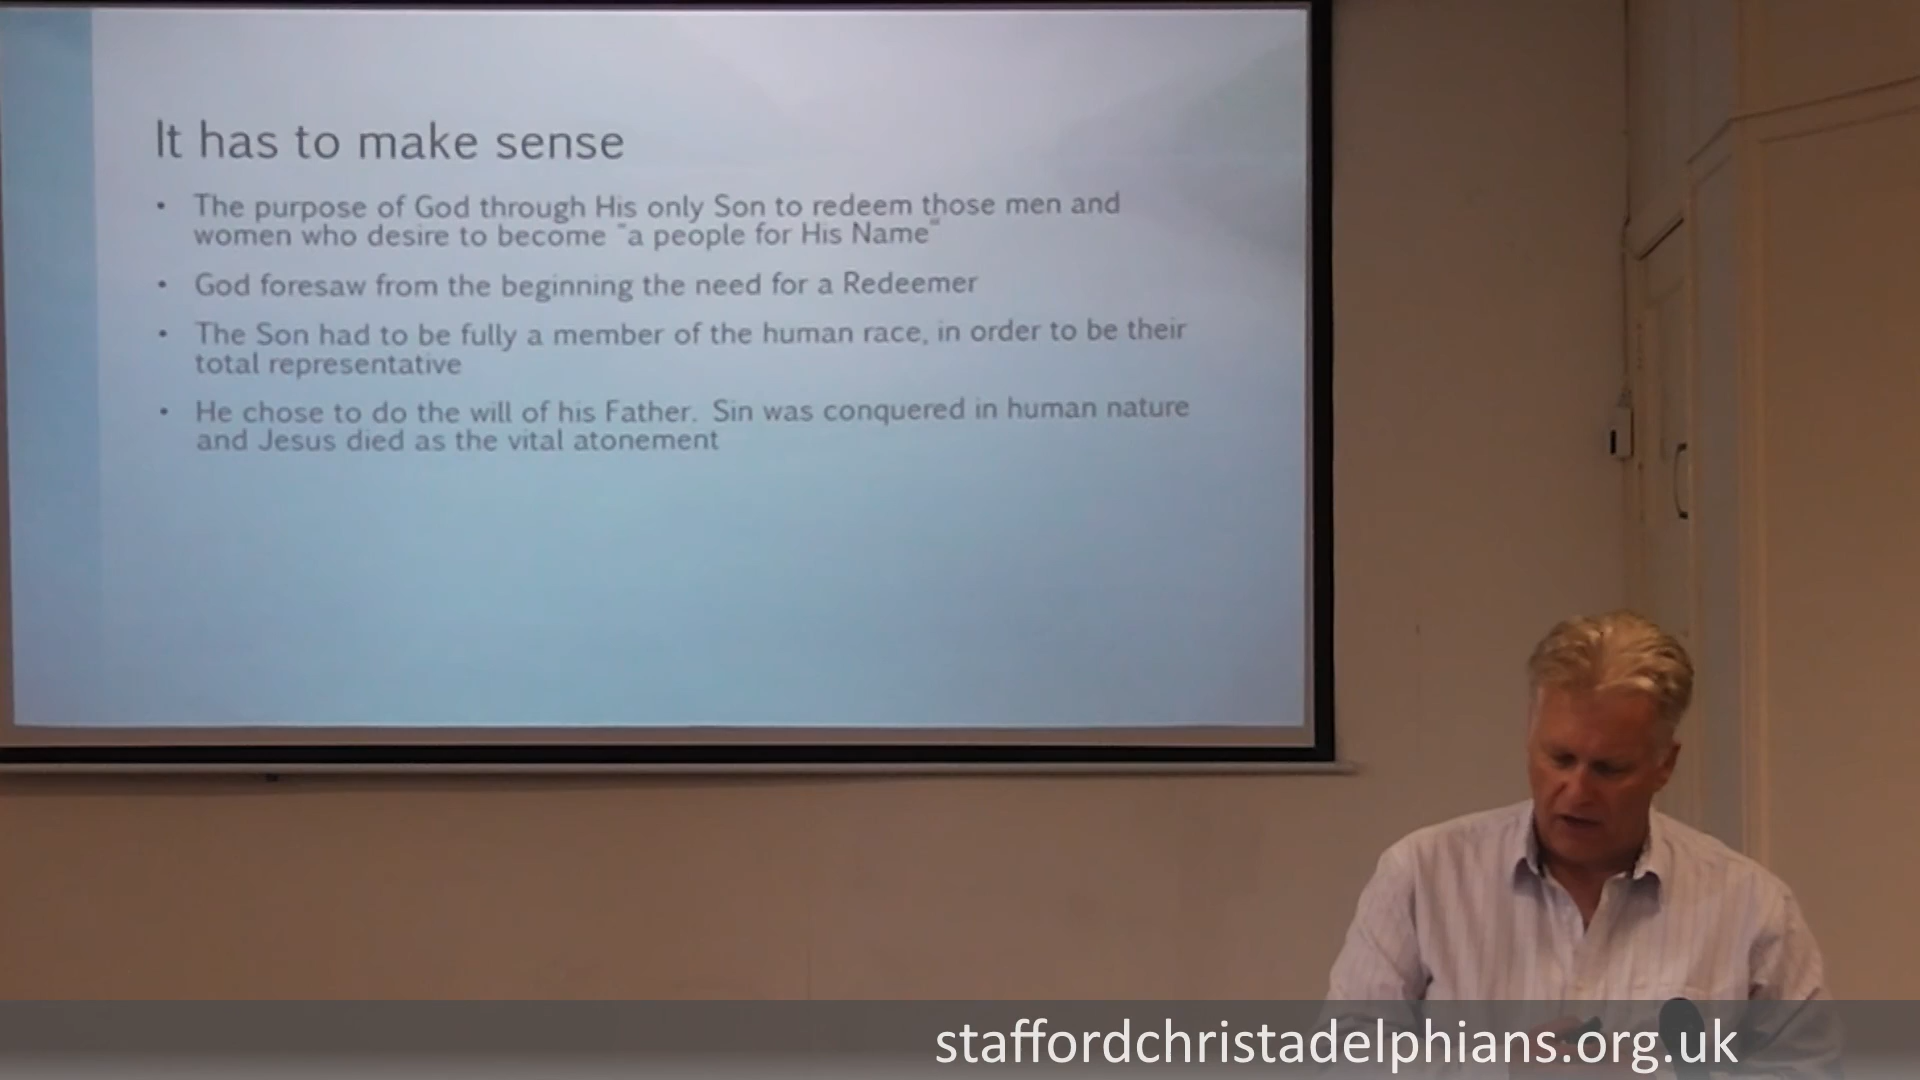 It has to make sense
• The purpose of God through His only Son to redeem those men and
women who desire to become "a people for His Name"
• God foresaw from the beginning the need for a Redeemer
• The Son had to be fully a member of the human race, in order to be their
total representative
• He chose to do the will of his Father. Sin was conquered in human nature
and Jesus died as the vital atonement
staffordchristadelphians.org.uk